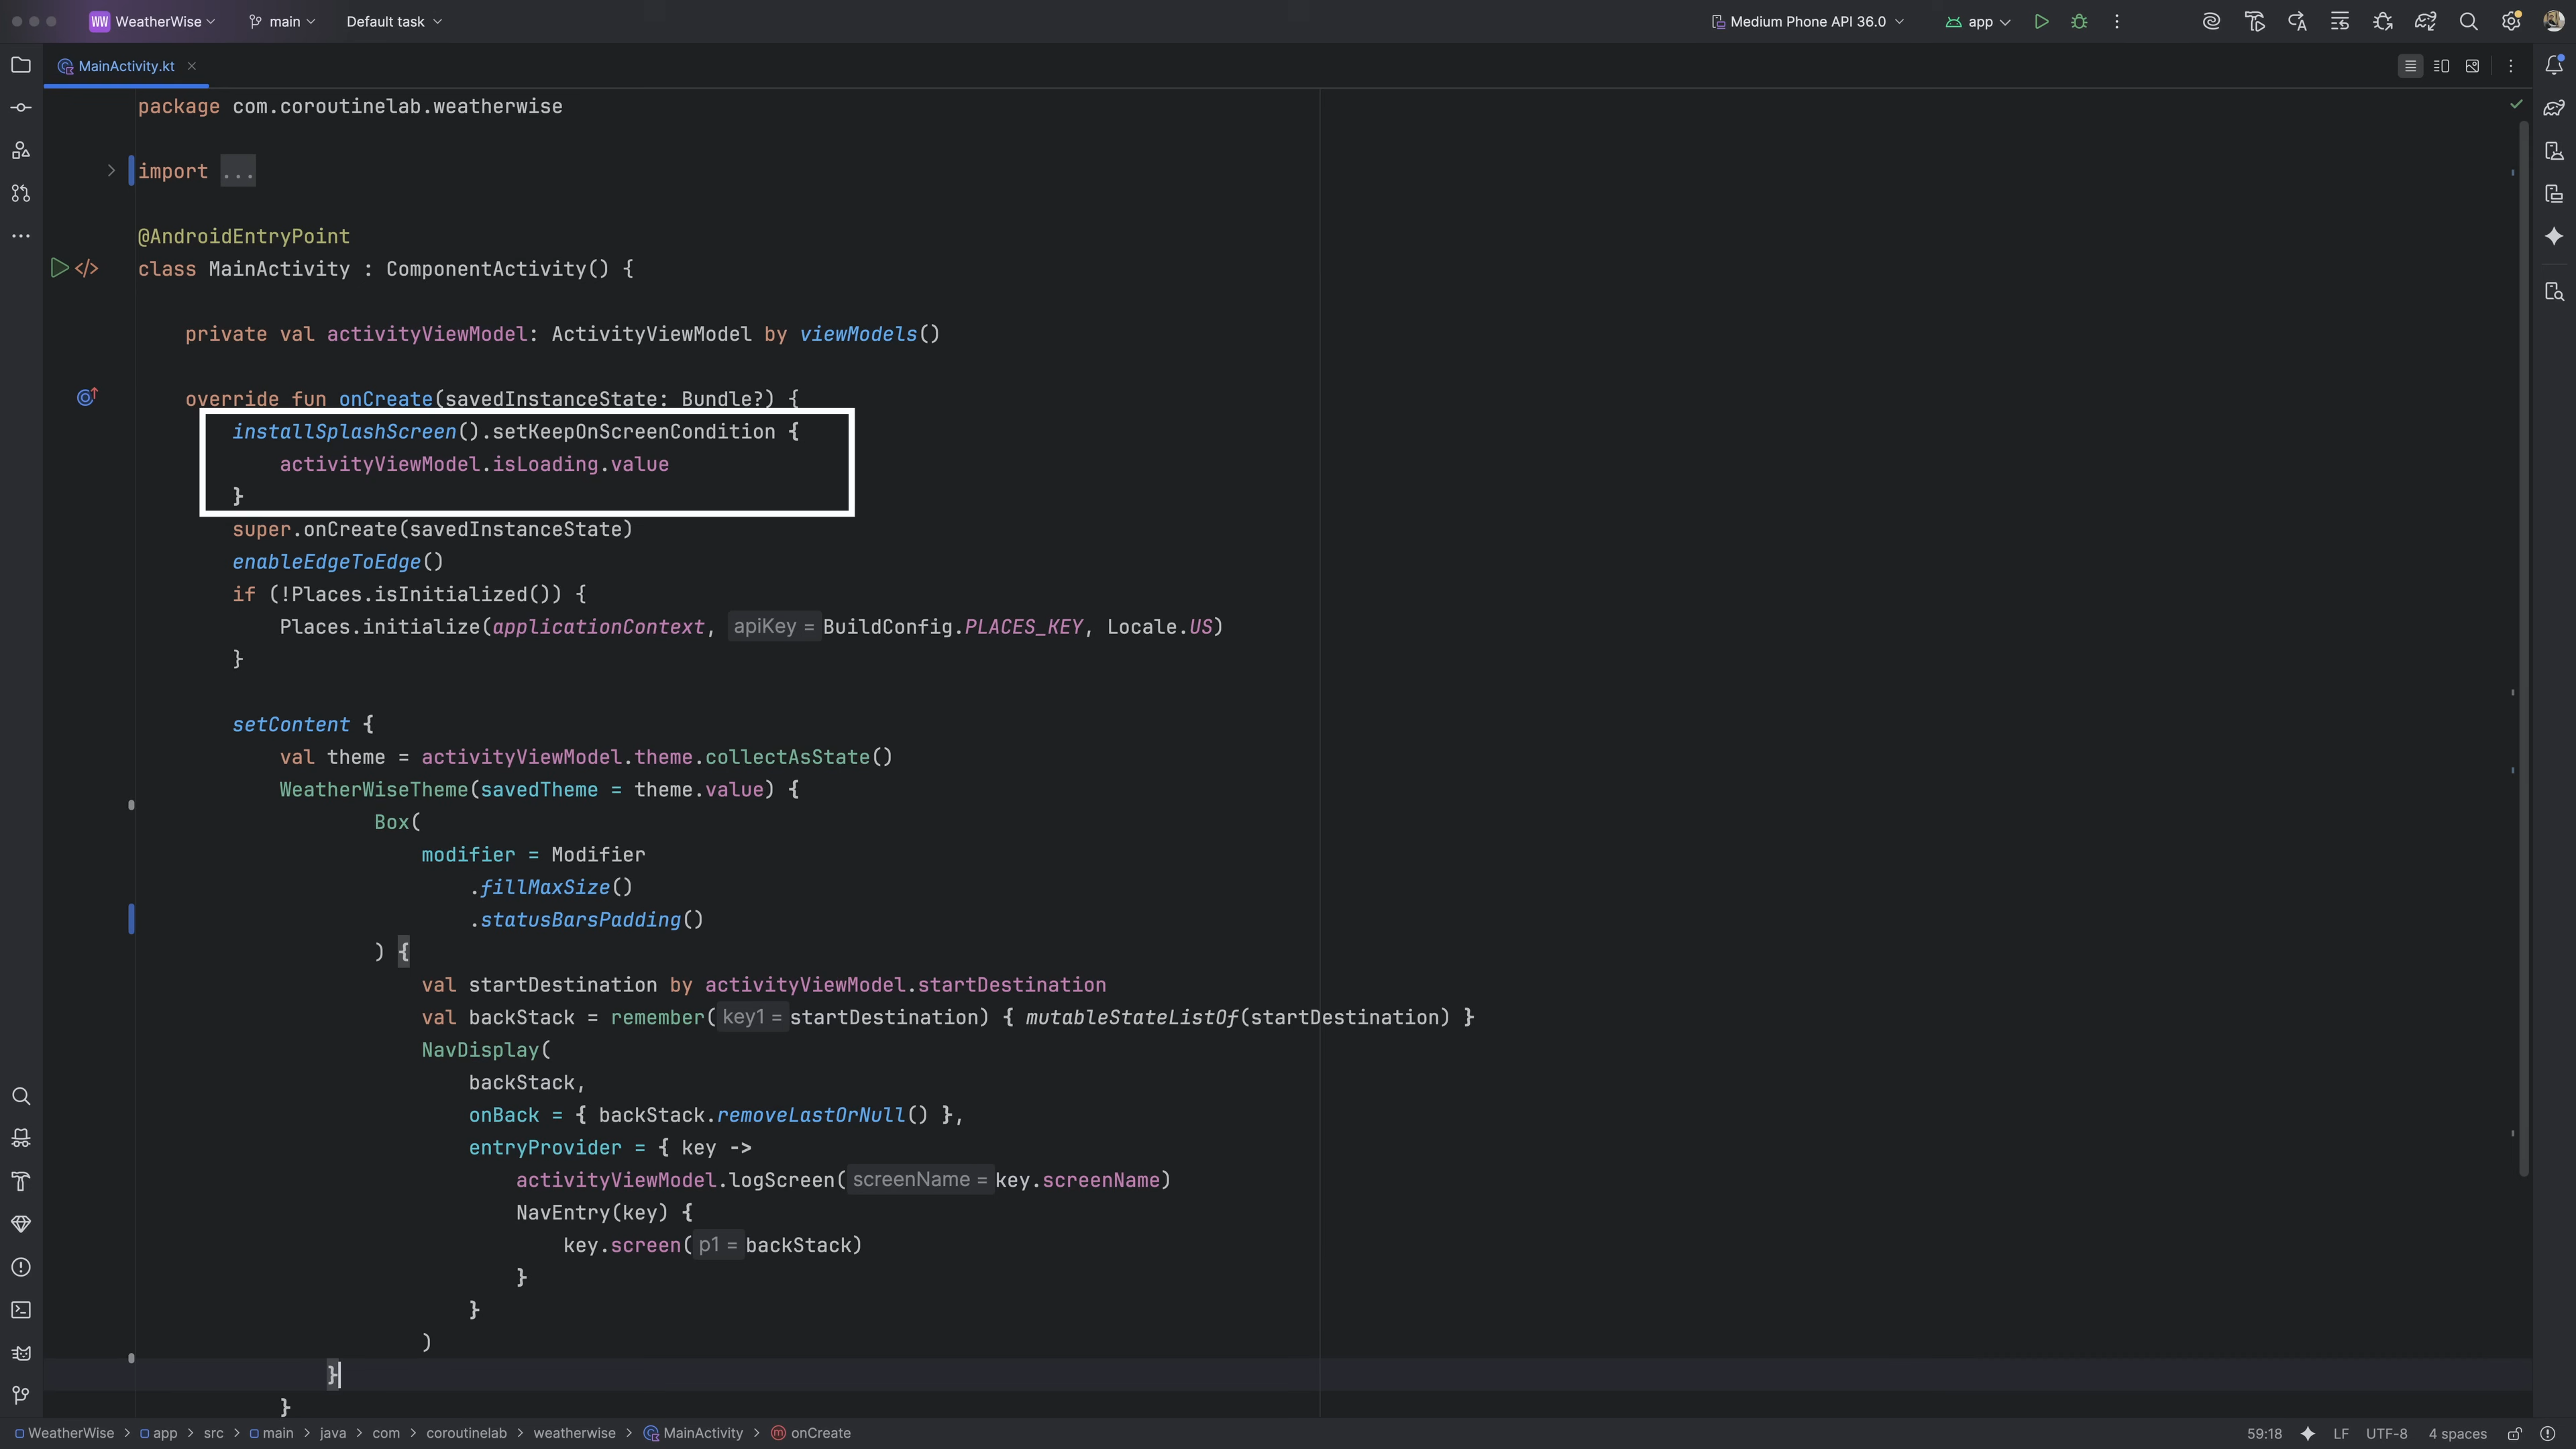 WW WeatherWise main Default task Medium Phone API 36.0 app
MainActivity.kt
package com.coroutinelab.weatherwise
import ...
@AndroidEntryPoint
class MainActivity : ComponentActivity() {
private val activityViewModel: ActivityViewModel by viewModels()
override fun onCreate(savedInstanceState: Bundle?) {
installSplashScreen().setKeepOnScreenCondition {
activityViewModel.isLoading.value
}
super.onCreate(savedInstanceState)
enableEdgeToEdge()
if (!Places.isInitialized()) {
Places.initialize(applicationContext, apiKey = BuildConfig.PLACES_KEY, Locale.US)
}
setContent {
val theme = activityViewModel.theme.collectAsState()
WeatherWiseTheme(savedTheme = theme.value) {
Box(
modifier = Modifier
.fillMaxSize()
.statusBarsPadding()
) {
val startDestination by activityViewModel.startDestination
val backStack = remember( key1 = startDestination) { mutableStateListOf(startDestination) }
NavDisplay(
backStack,
onBack = { backStack.removeLastOrNull() },
entryProvider = { key ->
activityViewModel.logScreen( screenName = key.screenName)
NavEntry(key) {
key.screen( p1 = backStack)
}
}
)
}
}
WeatherWise > app > src > main > java > com > coroutinelab > weatherwise > MainActivity > onCreate 59:18 LF UTF-8 4 spaces